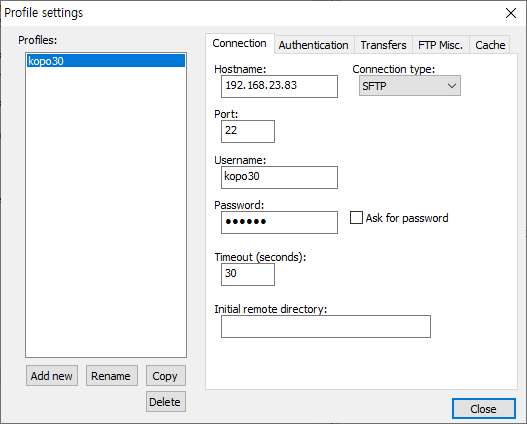 Profile settings
Profiles:
kopo30
Add new
Rename
Copy
Delete
Connection
Authentication
Transfers
FTP Misc.
Cache
Hostname:
192.168.23.83
Connection type:
SFTP
Port:
22
Username:
kopo30
Password:
●●●●●●
Ask for password
Timeout (seconds):
30
Initial remote directory:
Close